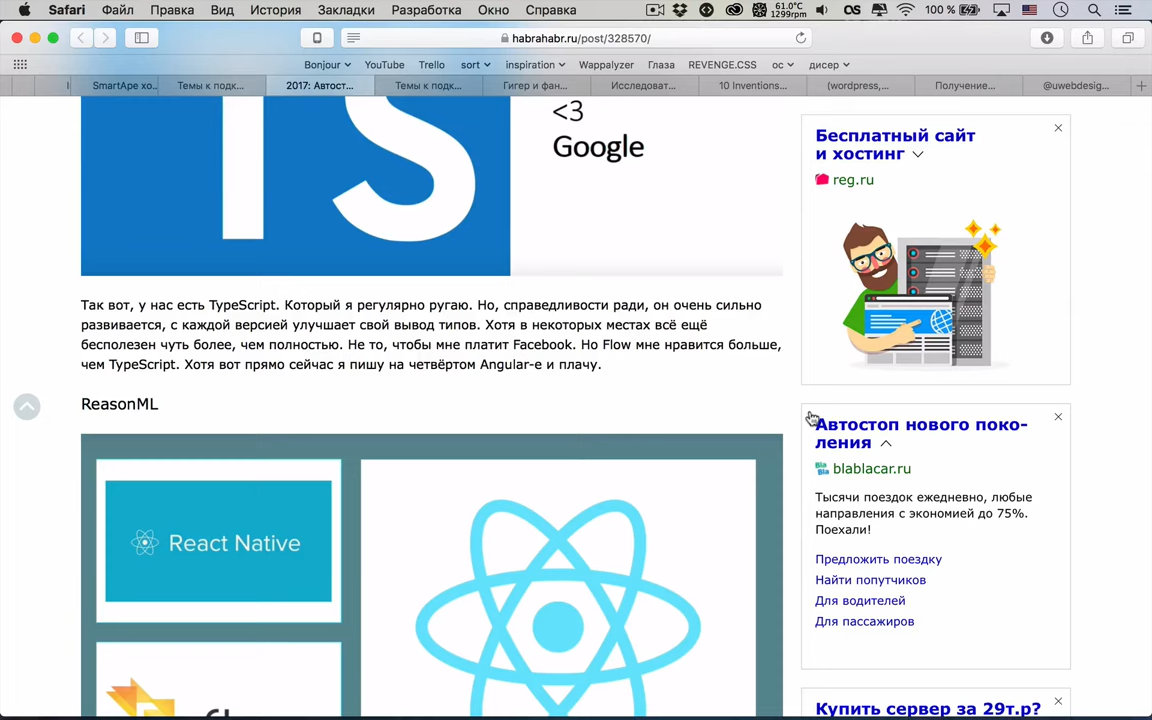 Safari Файл Правка Вид История Закладки Разработка Окно Справка 61.0°C 1299rpm 100 %
habrahabr.ru/post/328570/
Bonjour YouTube Trello sort inspiration Wappalyzer Глаза REVENGE.CSS ос дисер
SmartApe хо... Темы к подк... 2017: Автост... Темы к подк... Гигер и фан... Исследоват... 10 Inventions... (wordpress,... Получение... @uwebdesig...
TS
<3
Google
Так вот, у нас есть TypeScript. Который я регулярно ругаю. Но, справедливости ради, он очень сильно
развивается, с каждой версией улучшает свой вывод типов. Хотя в некоторых местах всё ещё
бесполезен чуть более, чем полностью. Не то, чтобы мне платит Facebook. Но Flow мне нравится больше,
чем TypeScript. Хотя вот прямо сейчас я пишу на четвёртом Angular-е и плачу.
ReasonML
React Native
Бесплатный сайт
и хостинг
reg.ru
Автостоп нового поко-
ления
blablacar.ru
Тысячи поездок ежедневно, любые
направления с экономией до 75%.
Поехали!
Предложить поездку
Найти попутчиков
Для водителей
Для пассажиров
Купить сервер за 29т.р?